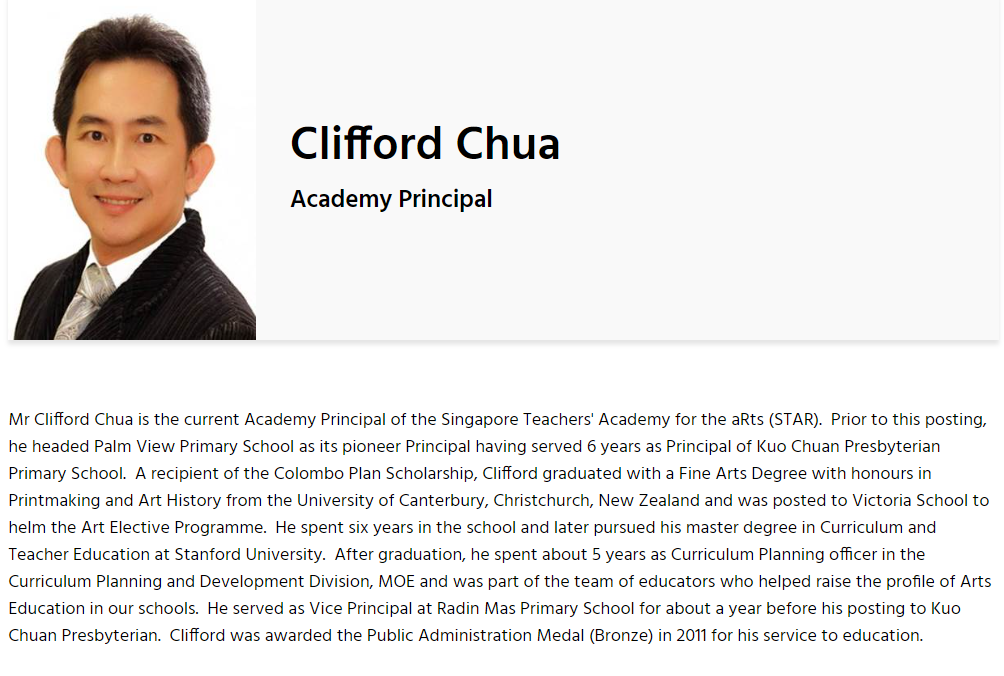 Clifford Chua
Academy Principal
Mr Clifford Chua is the current Academy Principal of the Singapore Teachers' Academy for the aRts (STAR).  Prior to this posting,
he headed Palm View Primary School as its pioneer Principal having served 6 years as Principal of Kuo Chuan Presbyterian
Primary School.  A recipient of the Colombo Plan Scholarship, Clifford graduated with a Fine Arts Degree with honours in
Printmaking and Art History from the University of Canterbury, Christchurch, New Zealand and was posted to Victoria School to
helm the Art Elective Programme.  He spent six years in the school and later pursued his master degree in Curriculum and
Teacher Education at Stanford University.  After graduation, he spent about 5 years as Curriculum Planning officer in the
Curriculum Planning and Development Division, MOE and was part of the team of educators who helped raise the profile of Arts
Education in our schools.  He served as Vice Principal at Radin Mas Primary School for about a year before his posting to Kuo
Chuan Presbyterian.  Clifford was awarded the Public Administration Medal (Bronze) in 2011 for his service to education.